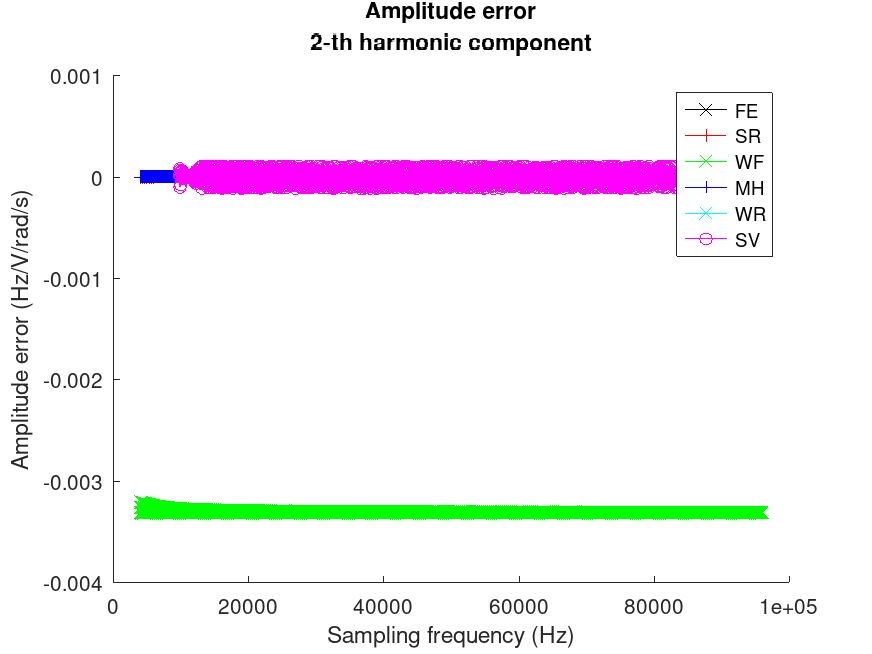 Amplitude error
2-th harmonic component
0.001
0
-0.001
-0.002
-0.003
-0.004
Amplitude error (Hz/V/rad/s)
FE
SR
WF
MH
WR
SV
0
20000
40000
60000
80000
1e+05
Sampling frequency (Hz)